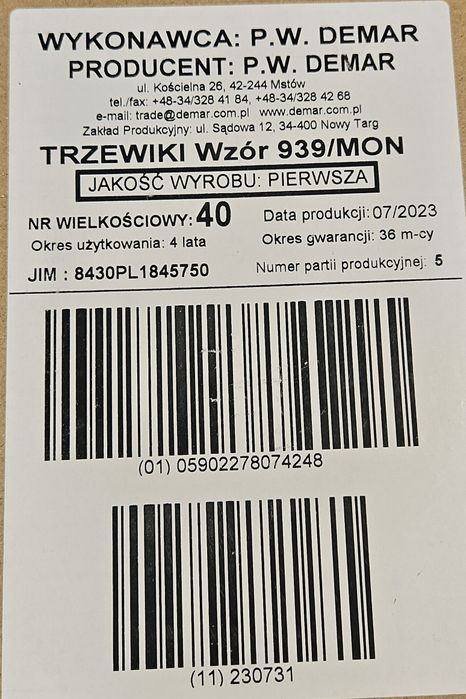 WYKONAWCA: P.W. DEMAR
PRODUCENT: P.W. DEMAR
ul. Kościelna 26, 42-244 Mstów
tel./fax: +48-34/328 41 84, +48-34/328 42 68
e-mail: trade@demar.com.pl www.demar.com.pl
Zakład Produkcyjny: ul. Sądowa 12, 34-400 Nowy Targ
TRZEWIKI Wzór 939/MON
JAKOŚĆ WYROBU: PIERWSZA
NR WIELKOŚCIOWY: 40 Data produkcji: 07/2023
Okres użytkowania: 4 lata Okres gwarancji: 36 m-cy
JIM : 8430PL1845750 Numer partii produkcyjnej: 5
(01) 05902278074248
(11) 230731